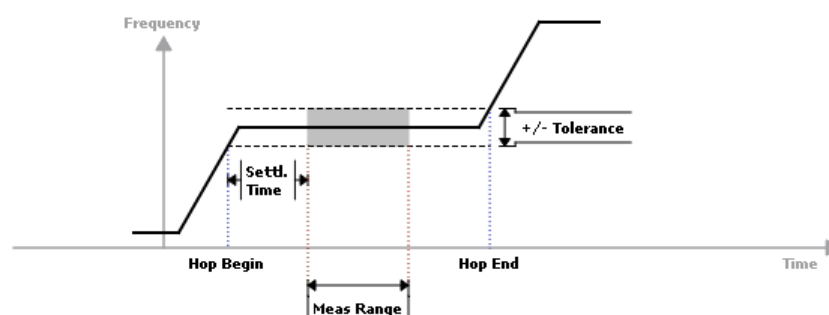 Frequency
+/- Tolerance
Settl.
Time
Hop Begin
Hop End
Time
Meas Range